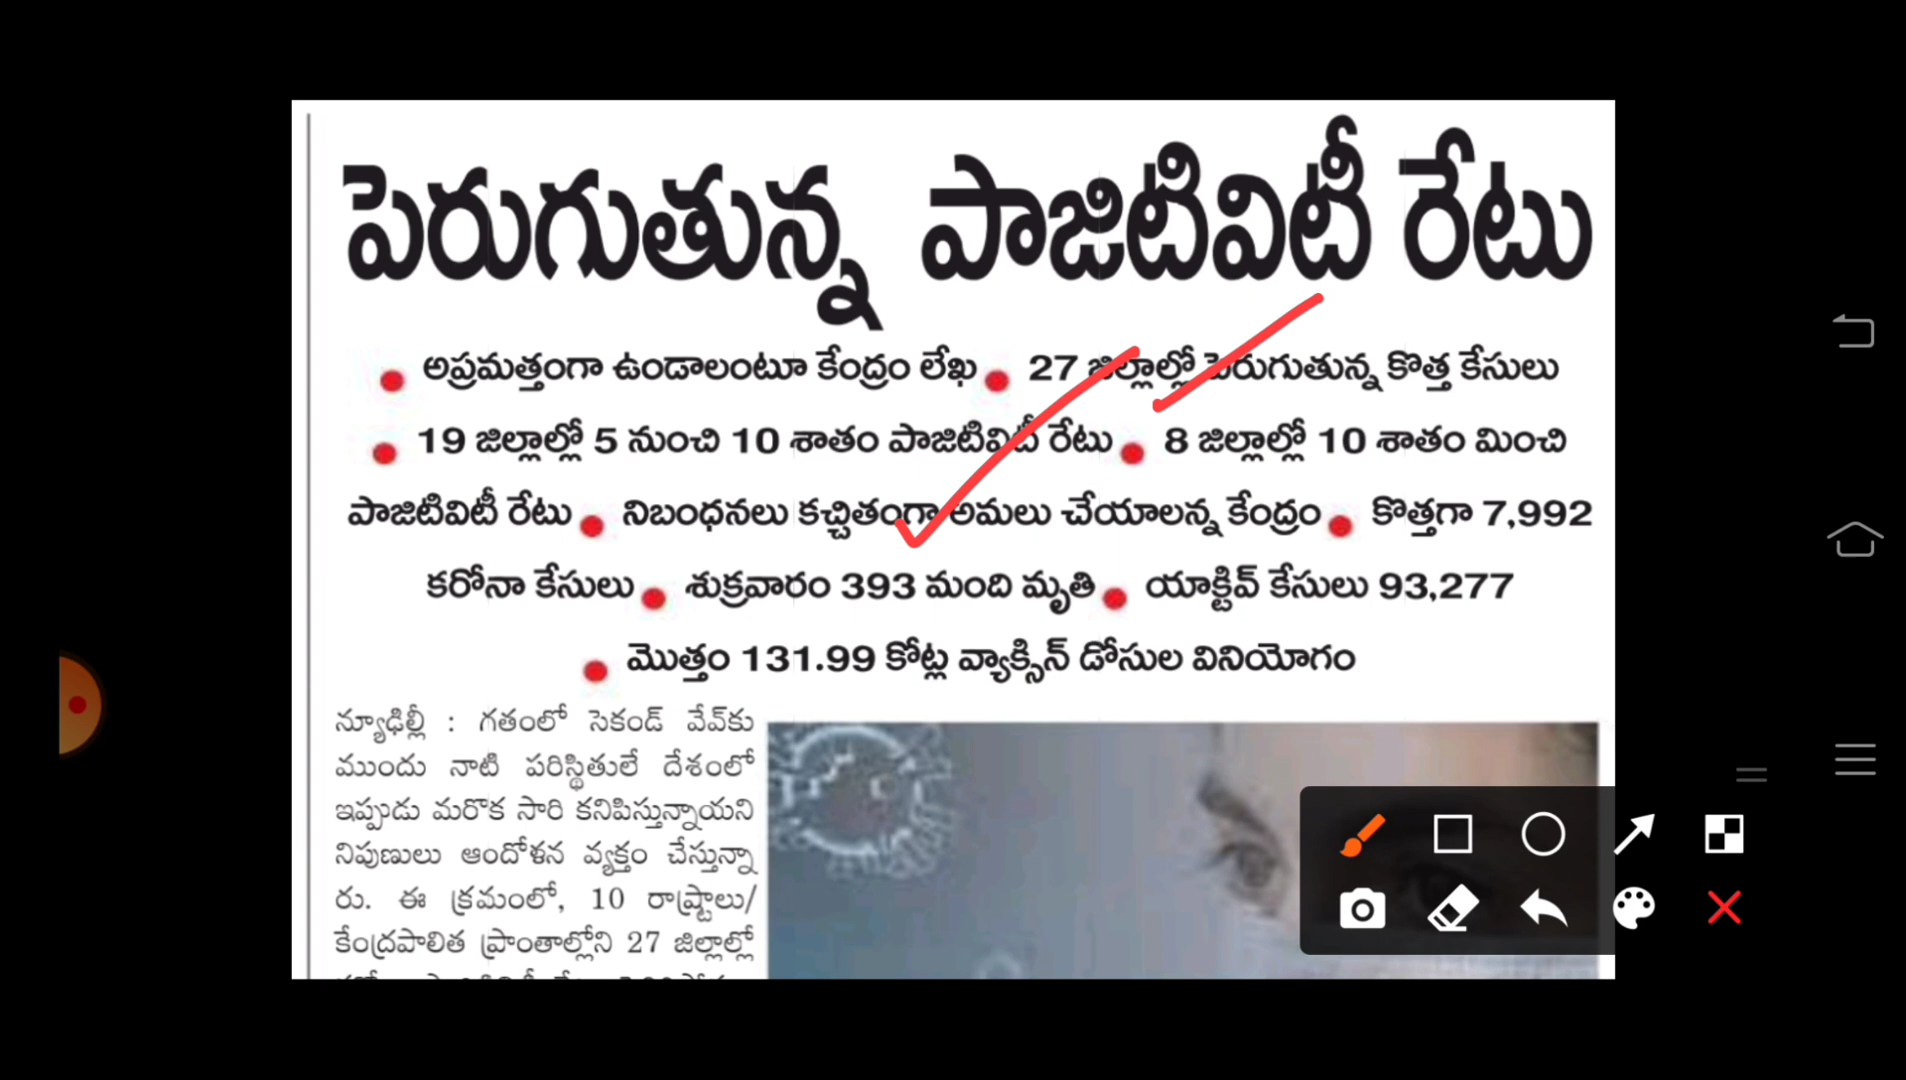 పెరుగుతున్న పాజిటివిటీ రేటు
అప్రమత్తంగా ఉండాలంటూ కేంద్రం లేఖ 27 జిల్లాల్లో పెరుగుతున్న కొత్త కేసులు
19 జిల్లాల్లో 5 నుంచి 10 శాతం పాజిటివిటీ రేటు 8 జిల్లాల్లో 10 శాతం మించి
పాజిటివిటీ రేటు నిబంధనలు కచ్చితంగా అమలు చేయాలన్న కేంద్రం కొత్తగా 7,992
కరోనా కేసులు శుక్రవారం 393 మంది మృతి యాక్టివ్ కేసులు 93,277
మొత్తం 131.99 కోట్ల వ్యాక్సిన్ డోసుల వినియోగం
న్యూఢిల్లీ : గతంలో సెకండ్ వేవ్‌కు
ముందు నాటి పరిస్థితులే దేశంలో
ఇప్పుడు మరొక సారి కనిపిస్తున్నాయని
నిపుణులు ఆందోళన వ్యక్తం చేస్తున్నా
రు. ఈ క్రమంలో, 10 రాష్ట్రాలు/
కేంద్రపాలిత ప్రాంతాల్లోని 27 జిల్లాల్లో